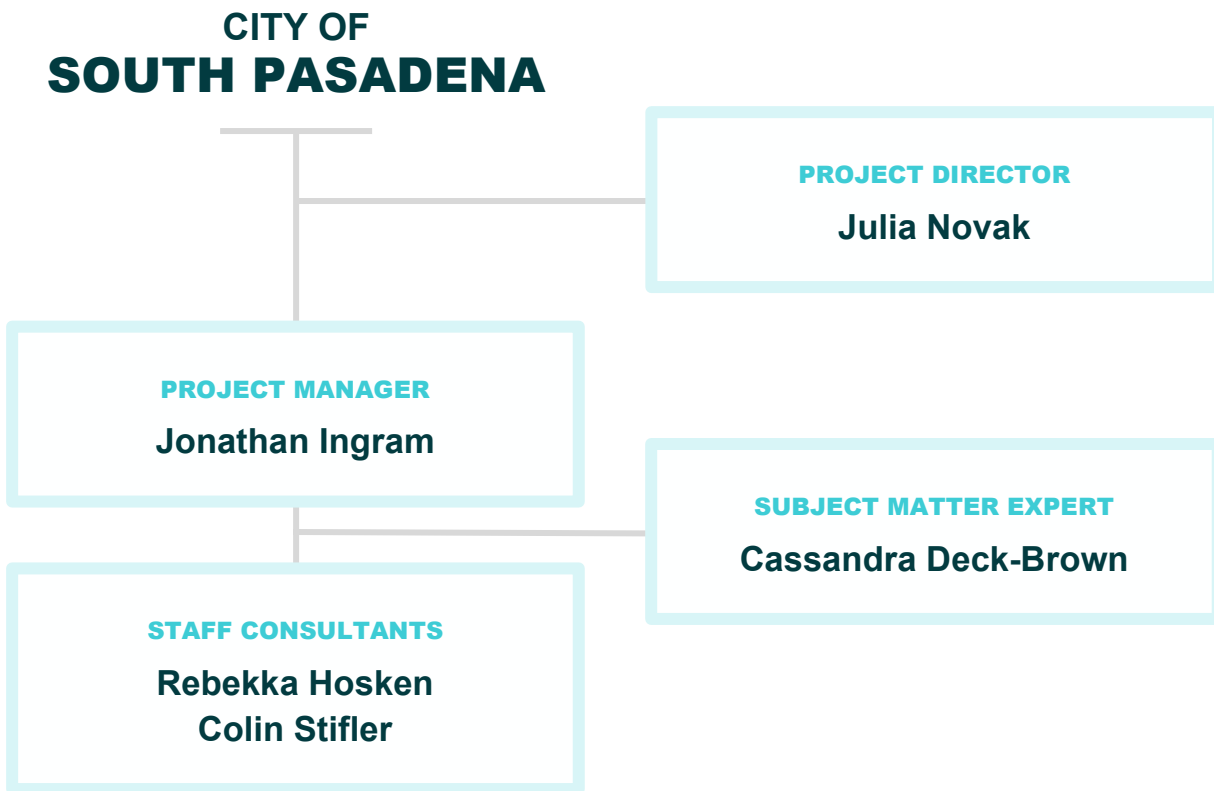 CITY OF
SOUTH PASADENA
PROJECT DIRECTOR
Julia Novak
PROJECT MANAGER
Jonathan Ingram
SUBJECT MATTER EXPERT
Cassandra Deck-Brown
STAFF CONSULTANTS
Rebekka Hosken
Colin Stifler